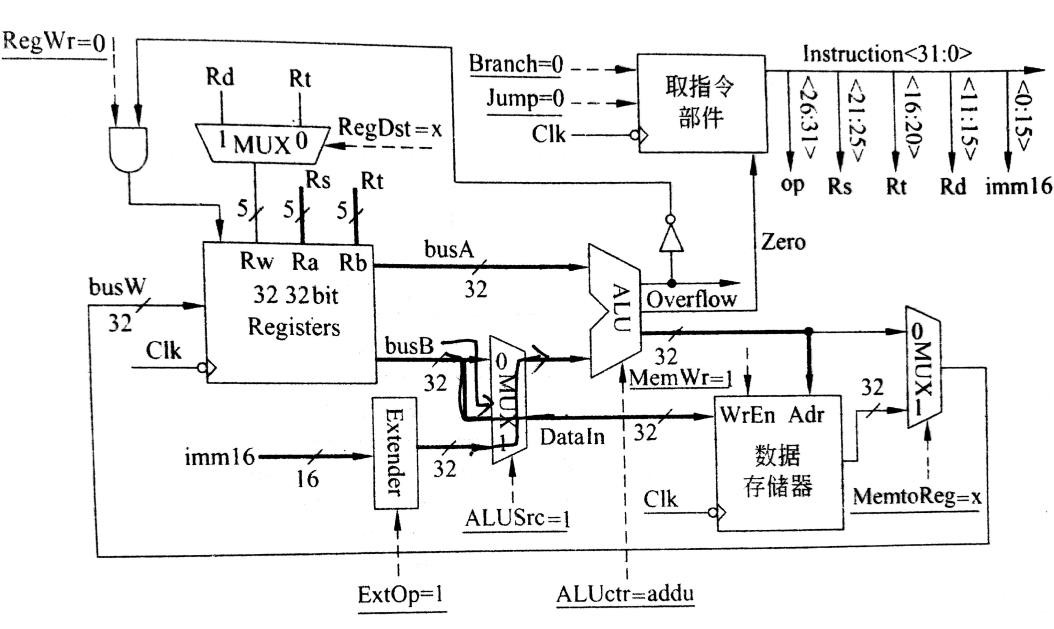 RegWr=0
Branch=0
Jump=0
Clk
取指令
部件
Instruction<31:0>
<26:31>
<21:25>
<16:20>
<11:15>
<0:15>
op
Rs
Rt
Rd
imm16
Rd
Rt
1 MUX 0
RegDst=x
5
5
5
Rs
Rt
Rw
Ra
Rb
32 32bit
Registers
busW
32
Clk
busA
32
busB
32
ALU
Overflow
Zero
32
MemWr=1
0
MUX
1
DataIn
32
WrEn Adr
数据
存储器
Clk
32
0
MUX
1
MemtoReg=x
imm16
16
Extender
32
ALUSrc=1
ExtOp=1
ALUctr=addu